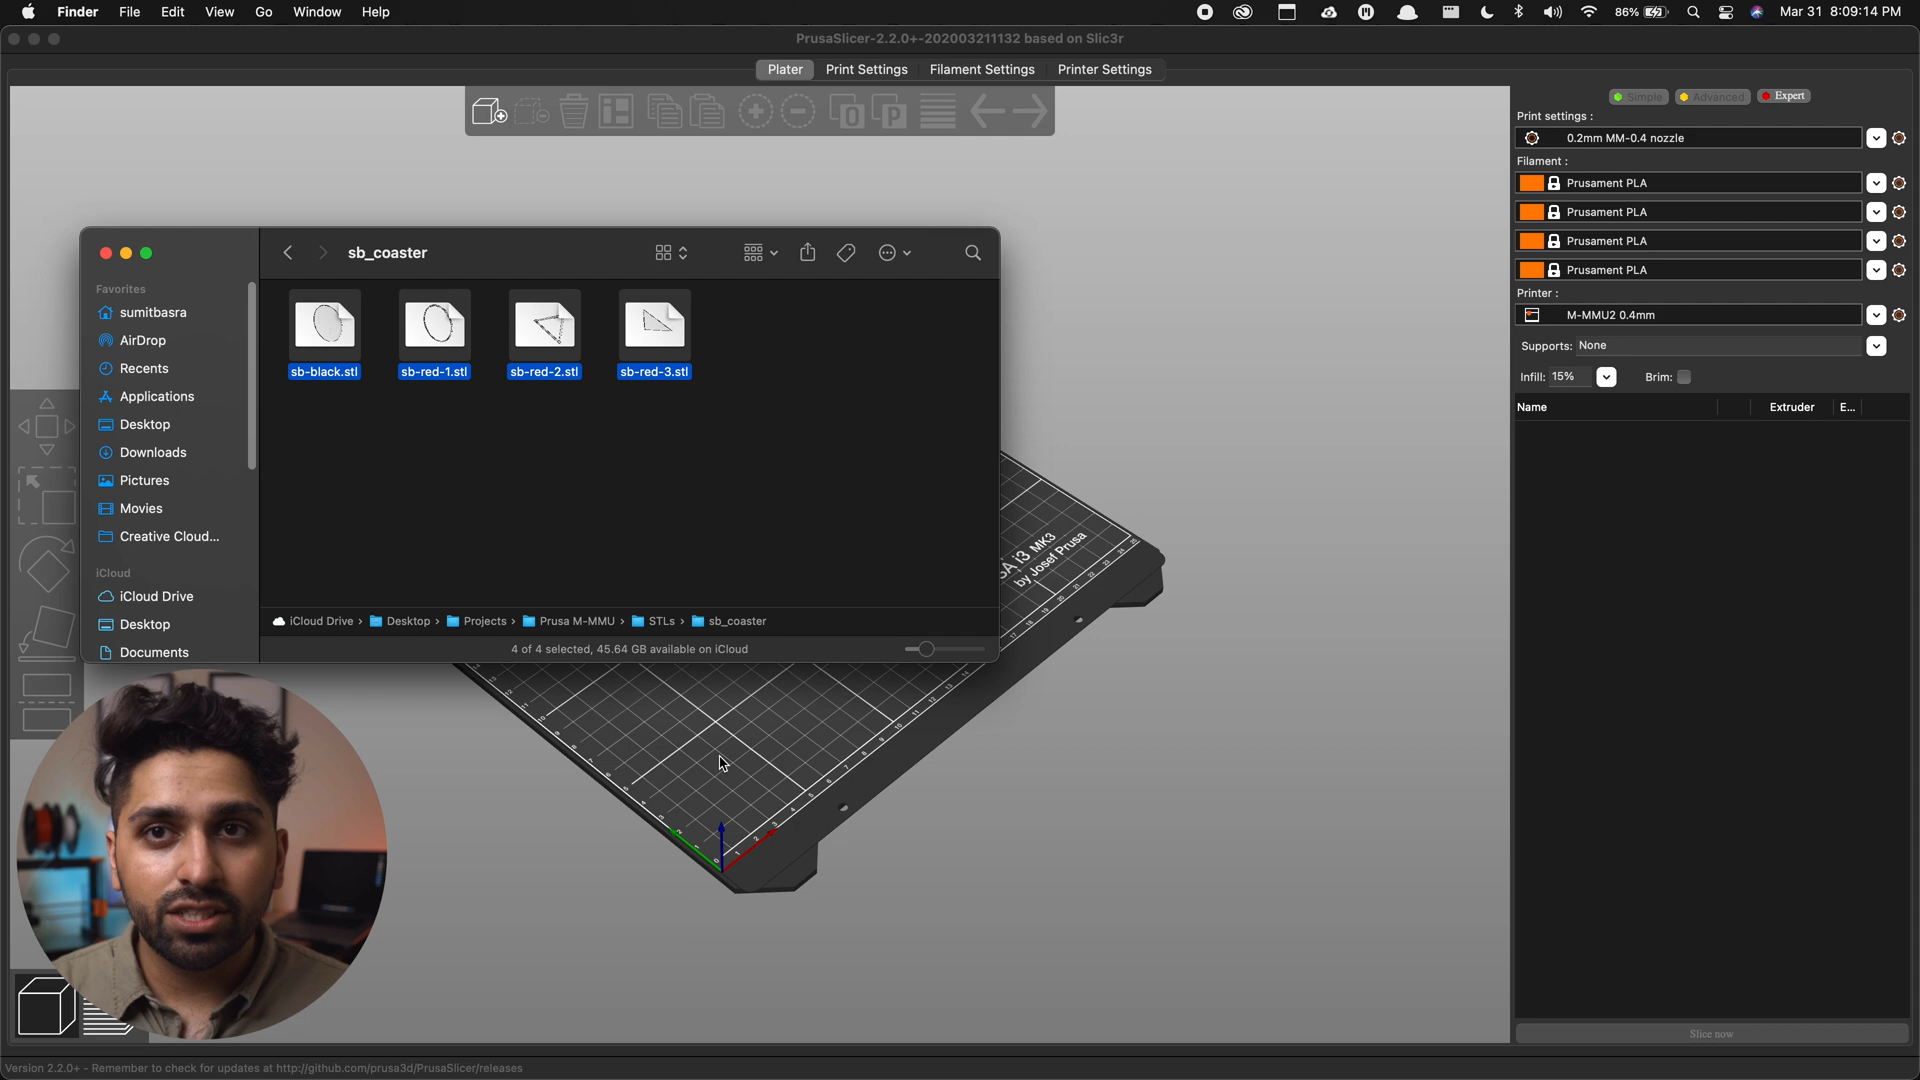 Finder File Edit View Go Window Help
86% Mar 31 8:09:14 PM
PrusaSlicer-2.2.0+-202003211132 based on Slic3r
Plater Print Settings Filament Settings Printer Settings
Simple Advanced Expert
Print settings :
0.2mm MM-0.4 nozzle
Filament :
Prusament PLA
Prusament PLA
Prusament PLA
Prusament PLA
Printer :
M-MMU2 0.4mm
Supports: None
Infill: 15% Brim:
Name Extruder E...
sb_coaster
Favorites
sumitbasra
AirDrop
Recents
Applications
Desktop
Downloads
Pictures
Movies
Creative Cloud...
iCloud
iCloud Drive
Desktop
Documents
sb-black.stl sb-red-1.stl sb-red-2.stl sb-red-3.stl
iCloud Drive › Desktop › Projects › Prusa M-MMU › STLs › sb_coaster
4 of 4 selected, 45.64 GB available on iCloud
SA i3 MK3
by Josef Prusa
Slice now
Version 2.2.0+ - Remember to check for updates at http://github.com/prusa3d/PrusaSlicer/releases